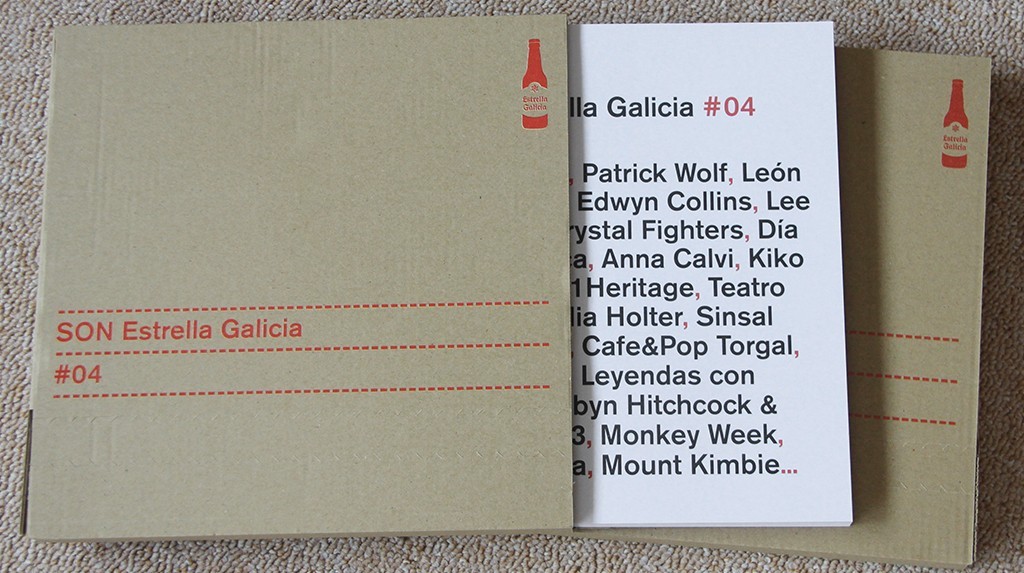 Estrella
Galicia
SON Estrella Galicia
#04
lla Galicia #04
, Patrick Wolf, León
Edwyn Collins, Lee
rystal Fighters, Día
a, Anna Calvi, Kiko
1Heritage, Teatro
lia Holter, Sinsal
Cafe&Pop Torgal,
Leyendas con
byn Hitchcock &
3, Monkey Week,
a, Mount Kimbie...
Estrella
Galicia